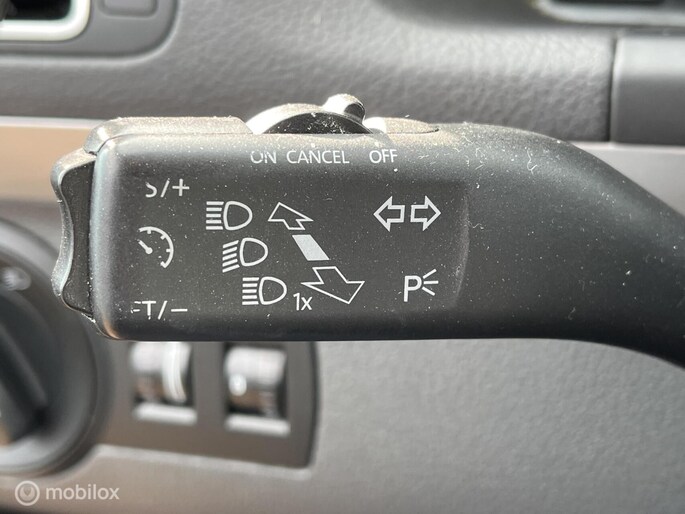 ON CANCEL OFF
S/+
1x
P
T/–
mobilox